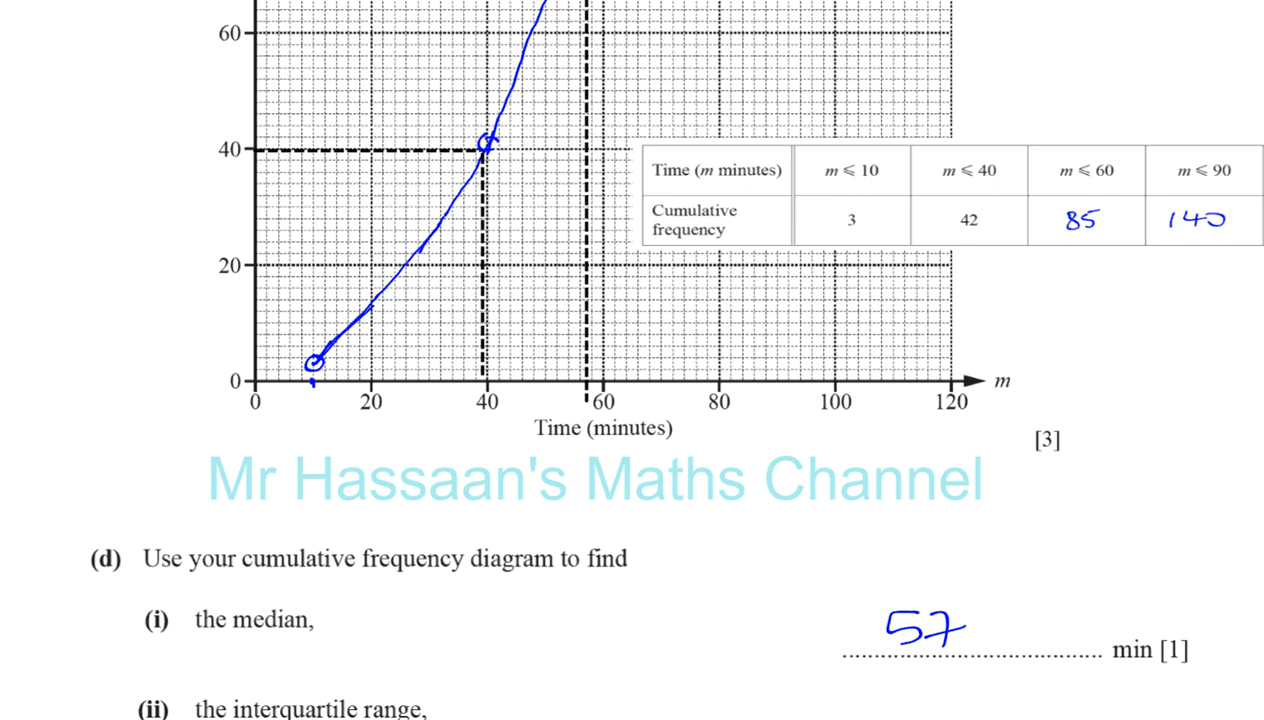 60
40
20
0
0 20 40 60 80 100 120 m
Time (minutes)
Time (m minutes) m ⩽ 10 m ⩽ 40 m ⩽ 60 m ⩽ 90
Cumulative frequency 3 42 85 140
[3]
Mr Hassaan's Maths Channel
(d) Use your cumulative frequency diagram to find
(i) the median,
57
min [1]
(ii) the interquartile range,